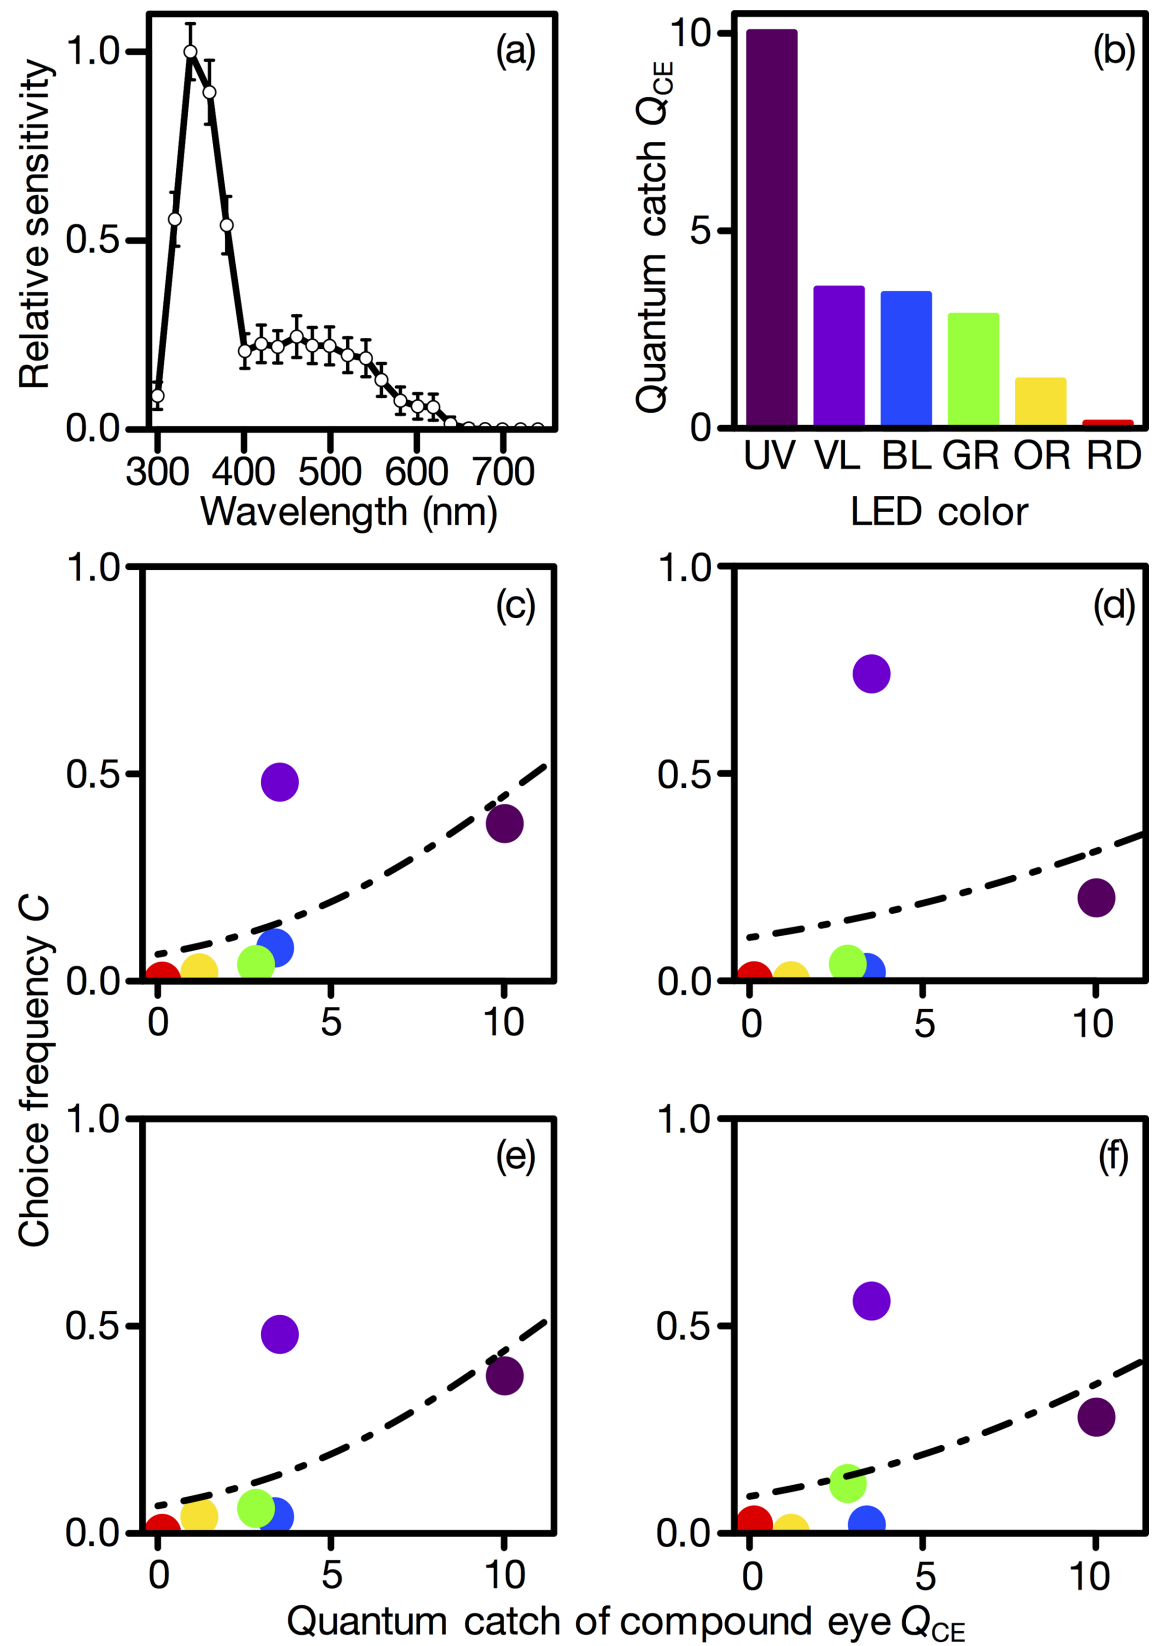 (a)
Relative sensitivity
1.0
0.5
0.0
300 400 500 600 700
Wavelength (nm)
(b)
Quantum catch QCE
10
5
0
UV VL BL GR OR RD
LED color
(c)
1.0
0.5
0.0
0 5 10
(d)
1.0
0.5
0.0
0 5 10
Choice frequency C
(e)
1.0
0.5
0.0
0 5 10
(f)
1.0
0.5
0.0
0 5 10
Quantum catch of compound eye QCE